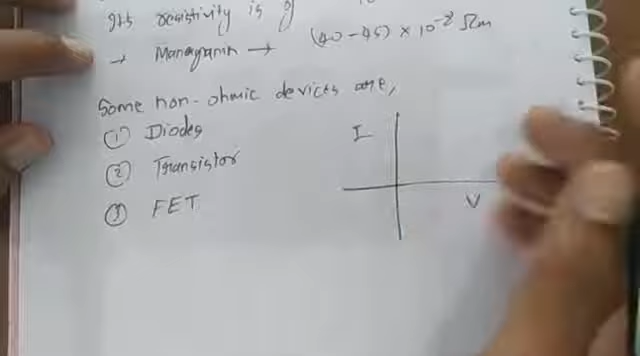 Its resistivity is
→ Manganin → (40-45) × 10⁻⁸ Ωm
Some non-ohmic devices are,
① Diodes
② Transistor
③ FET
I
V